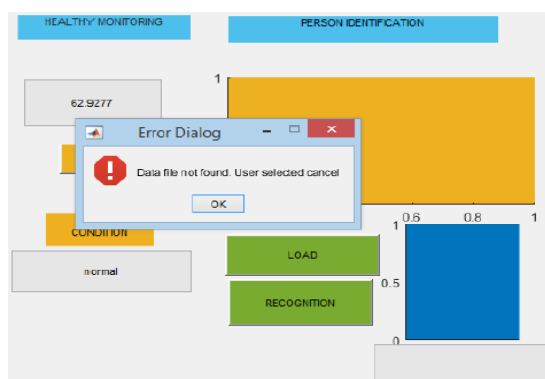 HEALTHY MONITORING
PERSON IDENTIFICATION
62.9277
1
Error Dialog
Data file not found. User selected cancel
OK
CONDITION
normal
0.6 0.8 1
1
0.5
0
LOAD
RECOGNITION